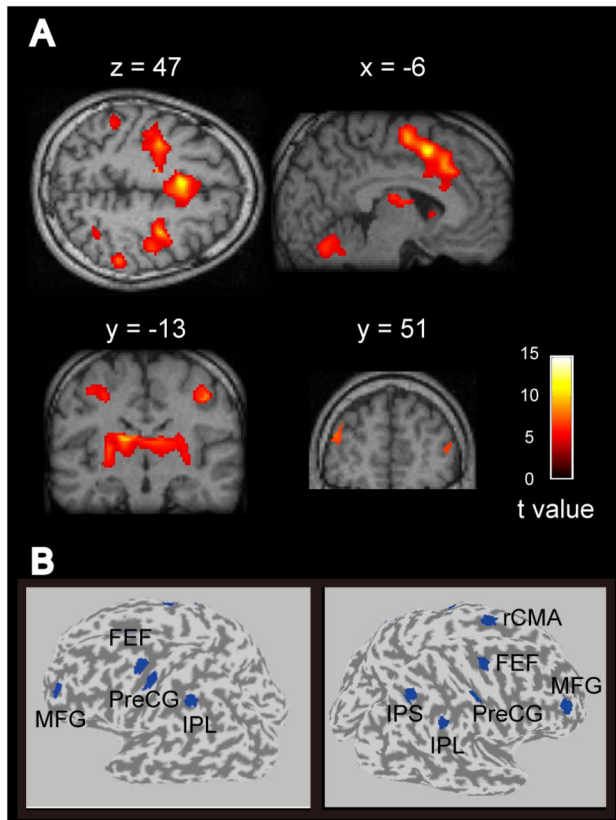 A
z = 47
x = -6
y = -13
y = 51
15
10
5
0
t value
B
FEF
PreCG
MFG
IPL
rCMA
FEF
MFG
IPS
PreCG
IPL